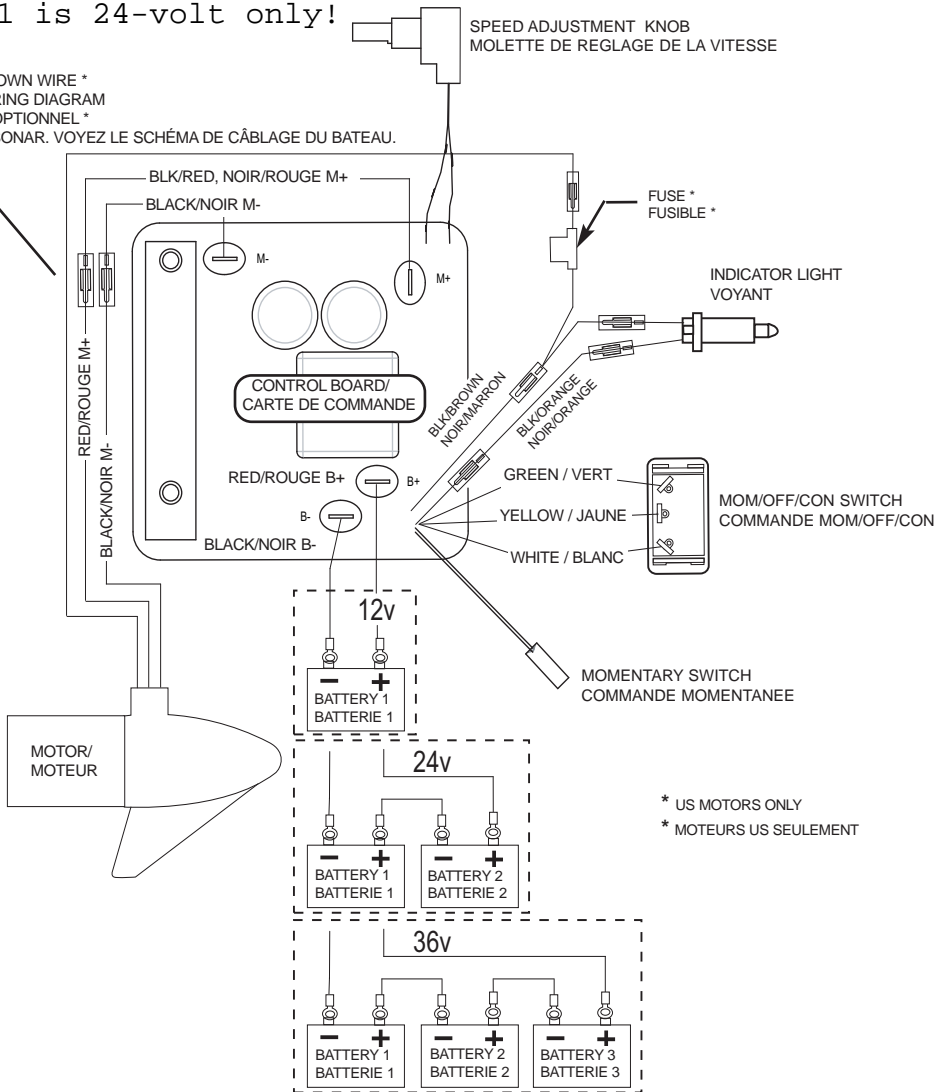 1 is 24-volt only!
SPEED ADJUSTMENT KNOB
MOLETTE DE REGLAGE DE LA VITESSE
WIRE *
DIAGRAM
OPTIONNEL *
SONAR. VOYEZ LE SCHÉMA DE CÂBLAGE DU BATEAU.
BLK/RED, NOIR/ROUGE M+
BLACK/NOIR M-
M-
M+
FUSE *
FUSIBLE *
INDICATOR LIGHT
VOYANT
RED/ROUGE M+
BLACK/NOIR M-
CONTROL BOARD/
CARTE DE COMMANDE
BLK/BROWN
NOIR/MARRON
BLK/ORANGE
NOIR/ORANGE
RED/ROUGE B+
B+
B-
BLACK/NOIR B-
GREEN / VERT
YELLOW / JAUNE
WHITE / BLANC
MOM/OFF/CON SWITCH
COMMANDE MOM/OFF/CON
12v
BATTERY 1
BATTERIE 1
MOMENTARY SWITCH
COMMANDE MOMENTANEE
MOTOR/
MOTEUR
24v
BATTERY 1
BATTERIE 1
BATTERY 2
BATTERIE 2
* US MOTORS ONLY
* MOTEURS US SEULEMENT
36v
BATTERY 1
BATTERIE 1
BATTERY 2
BATTERIE 2
BATTERY 3
BATTERIE 3